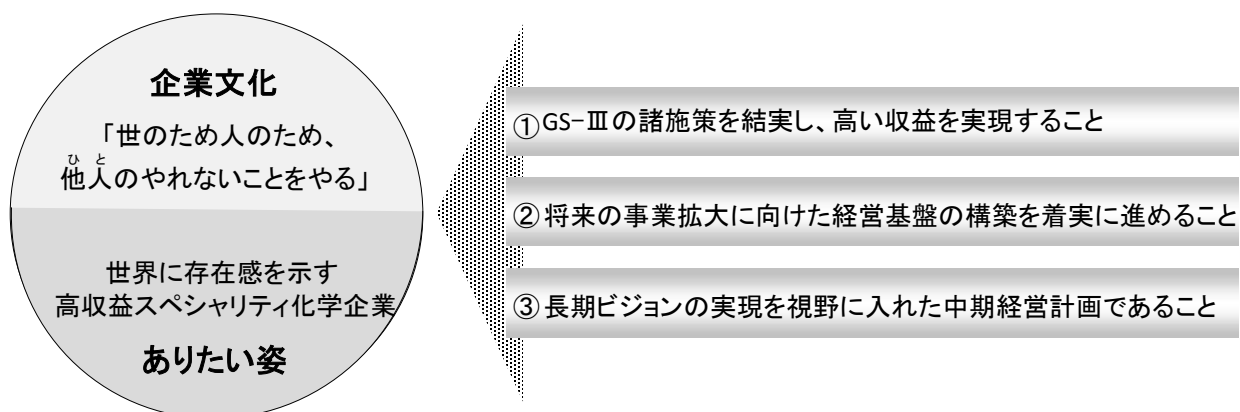 企業文化
「世のため人のため、
ひと
他人のやれないことをやる」
世界に存在感を示す
高収益スペシャリティ化学企業
ありたい姿
①GS-Ⅲの諸施策を結実し、高い収益を実現すること
②将来の事業拡大に向けた経営基盤の構築を着実に進めること
③長期ビジョンの実現を視野に入れた中期経営計画であること